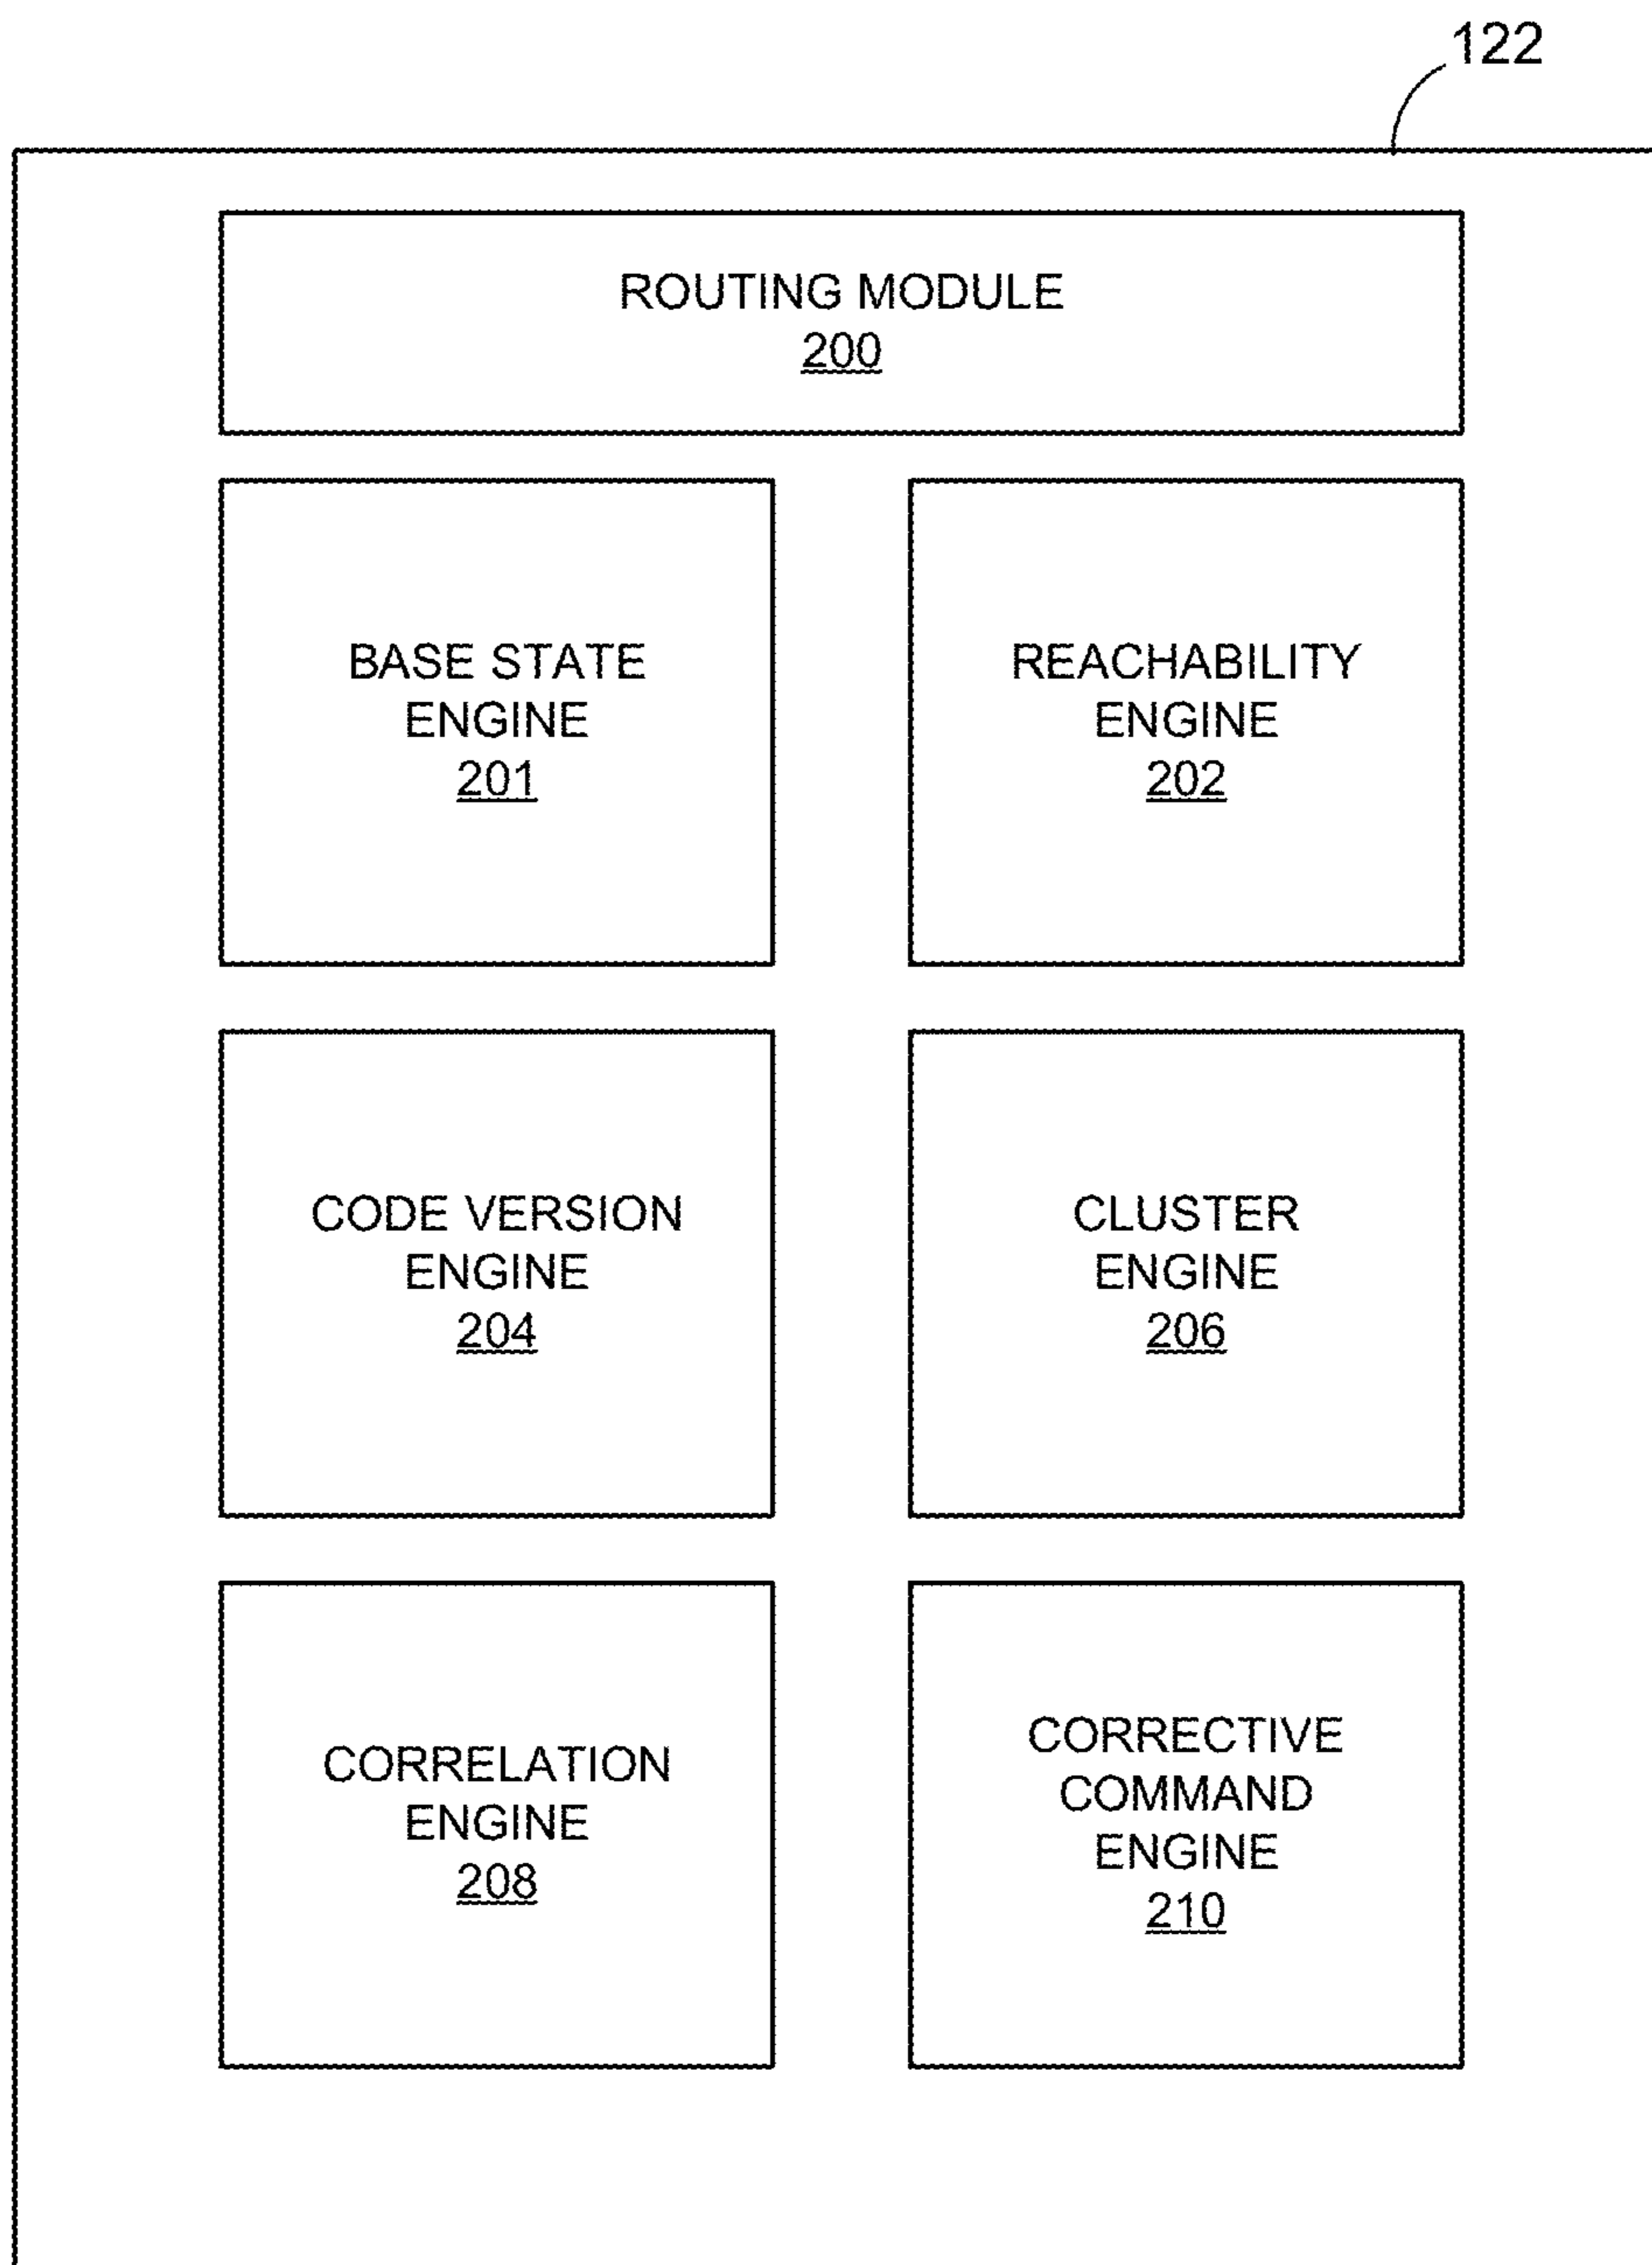 122
ROUTING MODULE
200
BASE STATE
ENGINE
201
REACHABILITY
ENGINE
202
CODE VERSION
ENGINE
204
CLUSTER
ENGINE
206
CORRELATION
ENGINE
208
CORRECTIVE
COMMAND
ENGINE
210